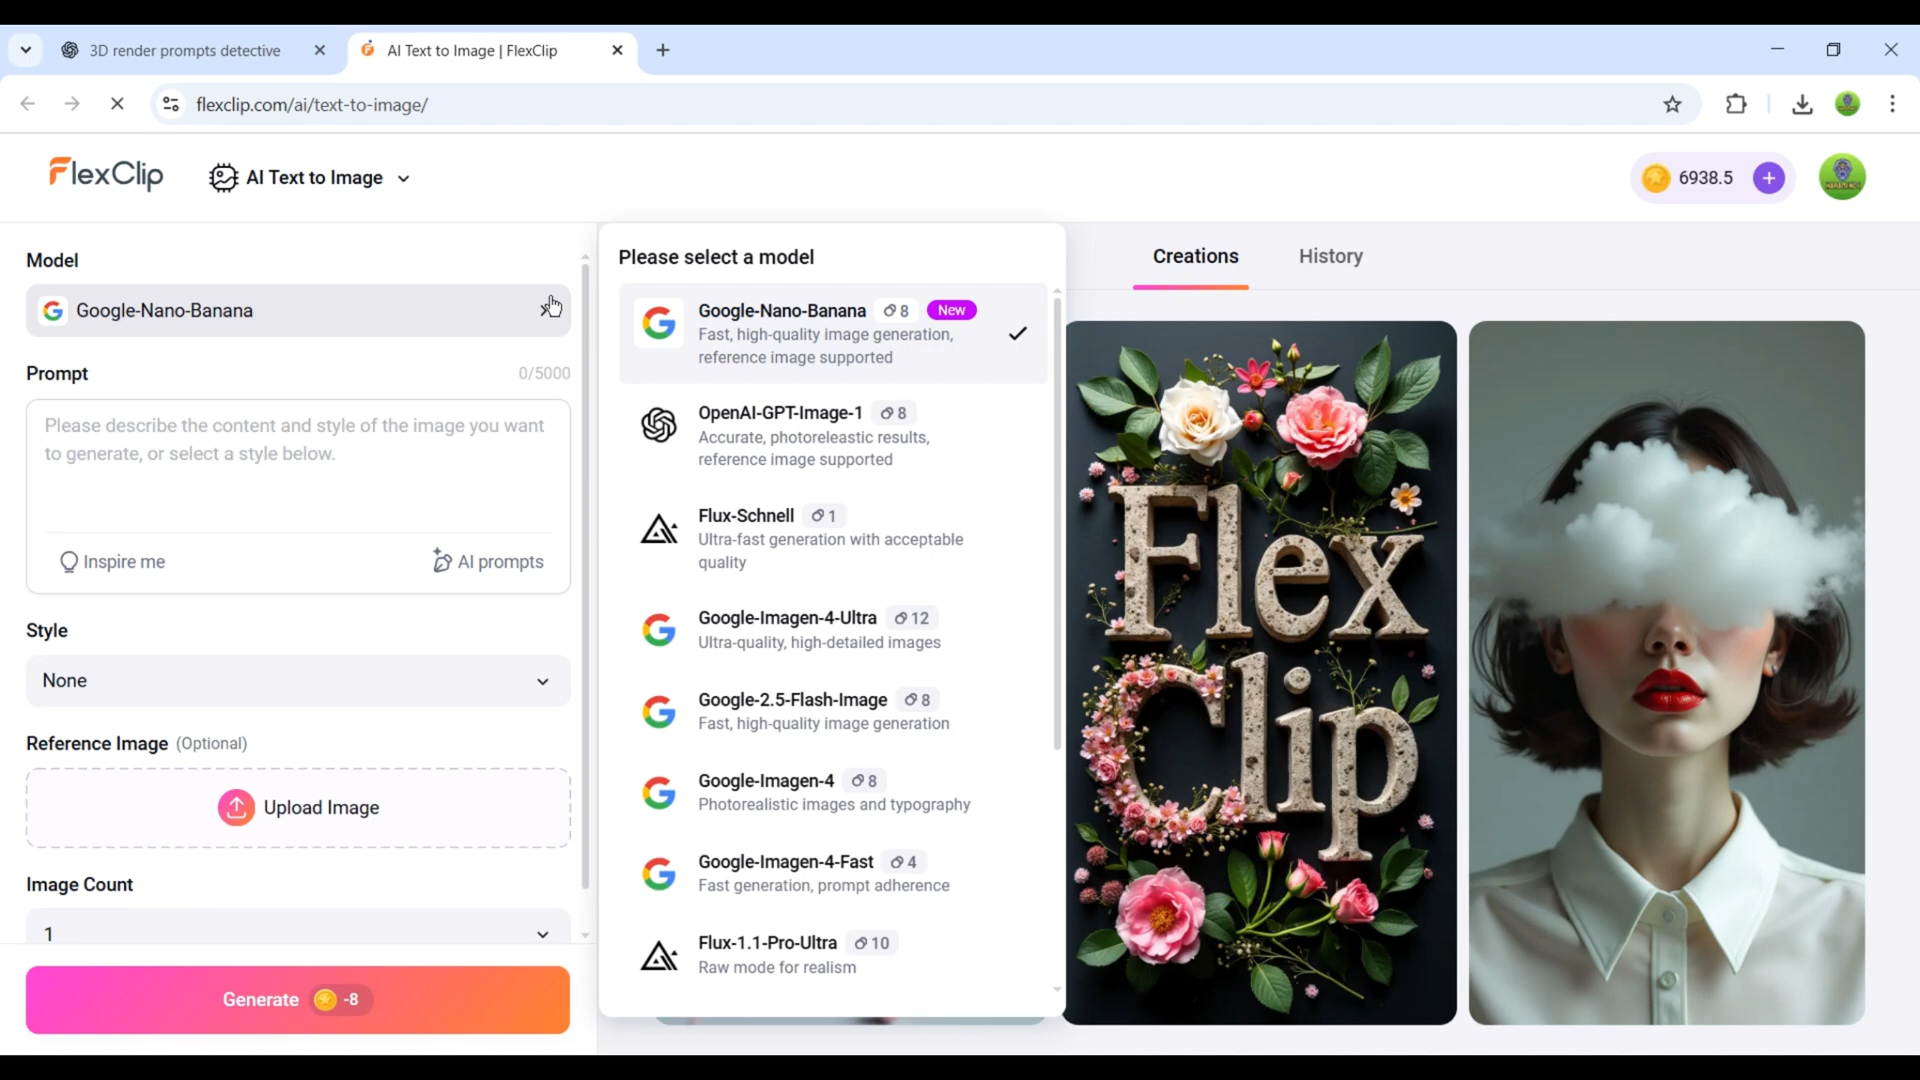 3D render prompts detective
AI Text to Image | FlexClip
flexclip.com/ai/text-to-image/
FlexClip
AI Text to Image
6938.5
Model
Google-Nano-Banana
Prompt
0/5000
Please describe the content and style of the image you want
to generate, or select a style below.
Inspire me
AI prompts
Style
None
Reference Image (Optional)
Upload Image
Image Count
1
Generate -8
Please select a model
Google-Nano-Banana 8 New
Fast, high-quality image generation,
reference image supported
OpenAI-GPT-Image-1 8
Accurate, photoreleastic results,
reference image supported
Flux-Schnell 1
Ultra-fast generation with acceptable
quality
Google-Imagen-4-Ultra 12
Ultra-quality, high-detailed images
Google-2.5-Flash-Image 8
Fast, high-quality image generation
Google-Imagen-4 8
Photorealistic images and typography
Google-Imagen-4-Fast 4
Fast generation, prompt adherence
Flux-1.1-Pro-Ultra 10
Raw mode for realism
Creations
History
Flex
Clip